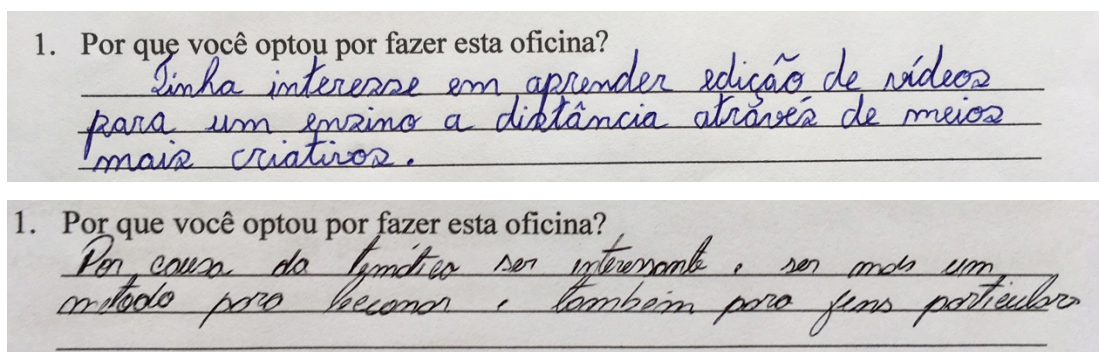 1. Por que você optou por fazer esta oficina?
Tinha interesse em aprender edição de vídeos
para um ensino a distância através de meios
mais criativos.
1. Por que você optou por fazer esta oficina?
Por causa da temática ser interessante, ser mais um
método para lecionar, também para fins particulares